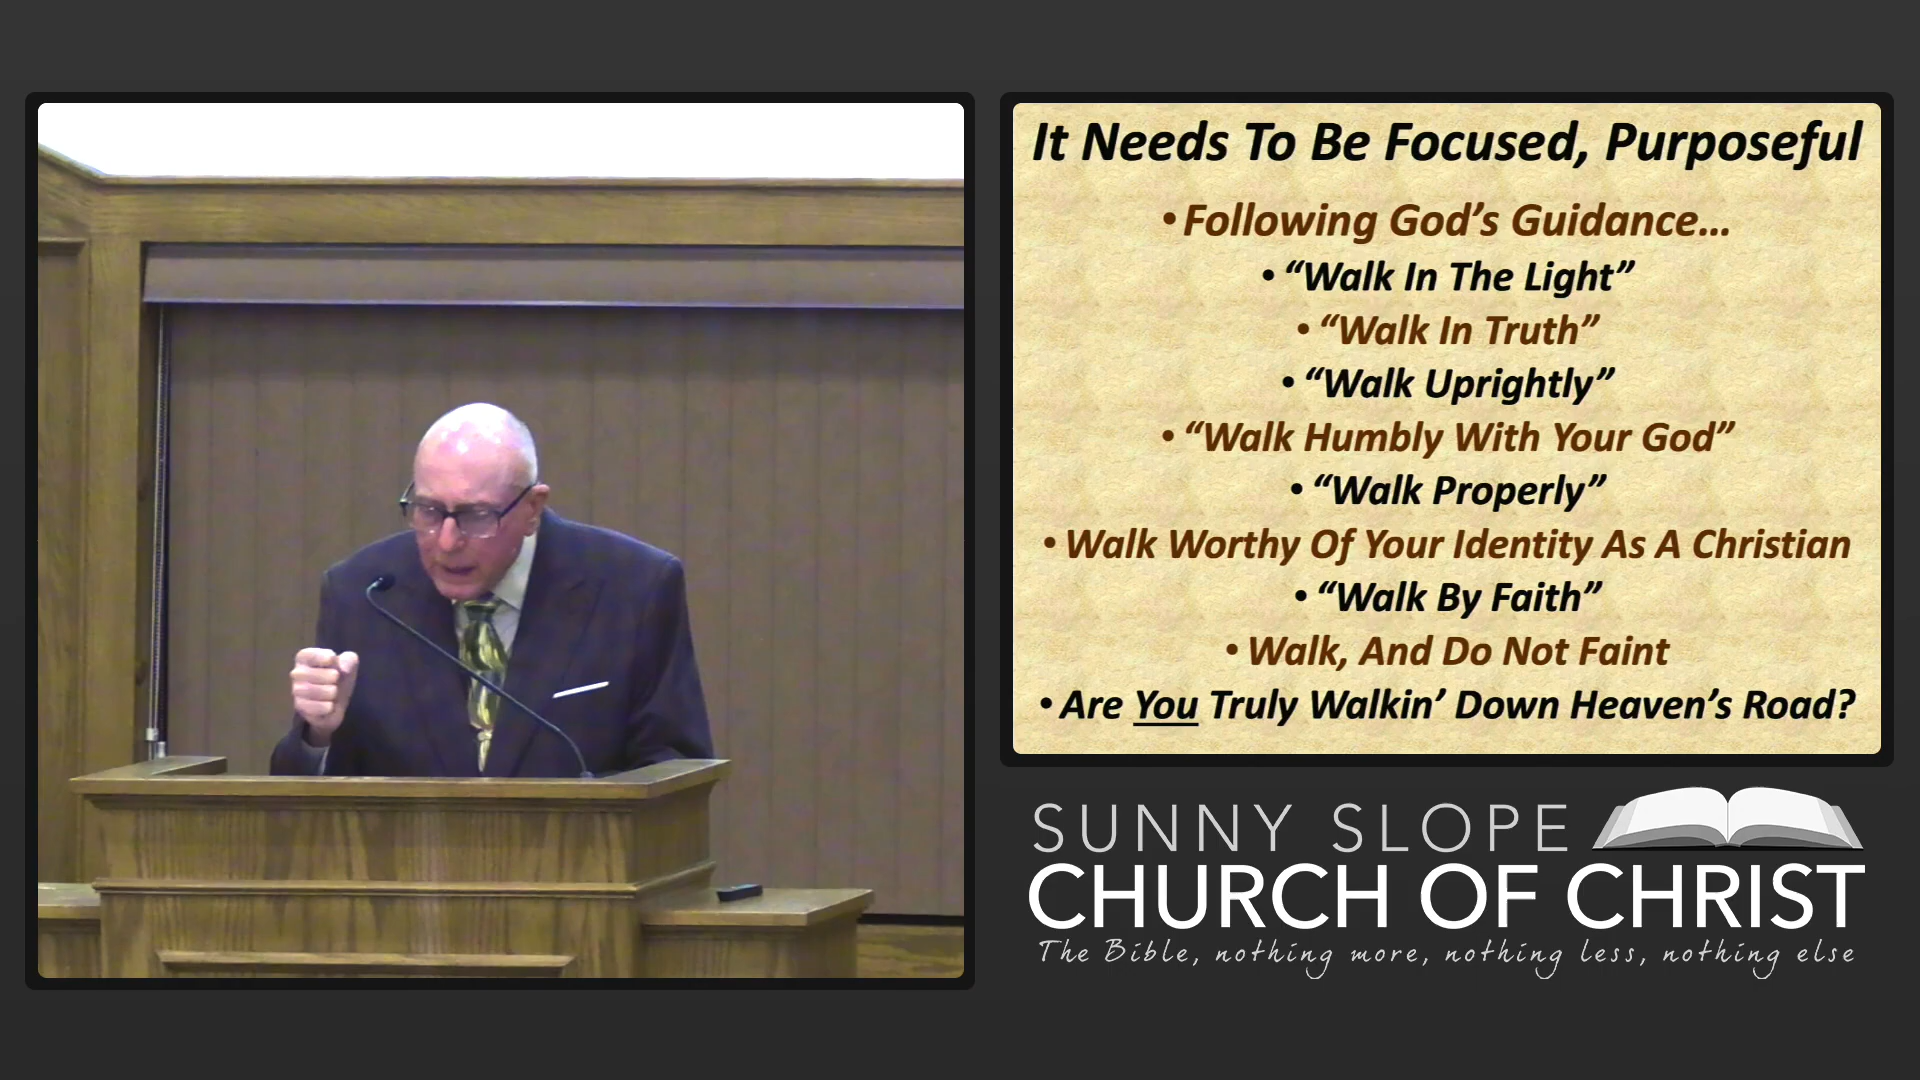 It Needs To Be Focused, Purposeful
• Following God’s Guidance…
• “Walk In The Light”
• “Walk In Truth”
• “Walk Uprightly”
• “Walk Humbly With Your God”
• “Walk Properly”
• Walk Worthy Of Your Identity As A Christian
• “Walk By Faith”
• Walk, And Do Not Faint
• Are You Truly Walkin’ Down Heaven’s Road?
SUNNY SLOPE
CHURCH OF CHRIST
The Bible, nothing more, nothing less, nothing else